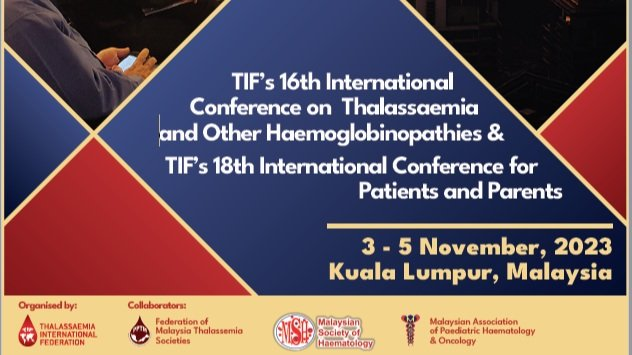 TIF's 16th International
Conference on Thalassaemia
and Other Haemoglobinopathies &
TIF's 18th International Conference for
Patients and Parents
3 - 5 November, 2023
Kuala Lumpur, Malaysia
Organised by:
THALASSAEMIA
INTERNATIONAL
FEDERATION
Collaborators:
Federation of
Malaysia Thalassemia
Societies
MSH
Malaysian
Society of
Haematology
Malaysian Association
of Paediatric Haematology
& Oncology